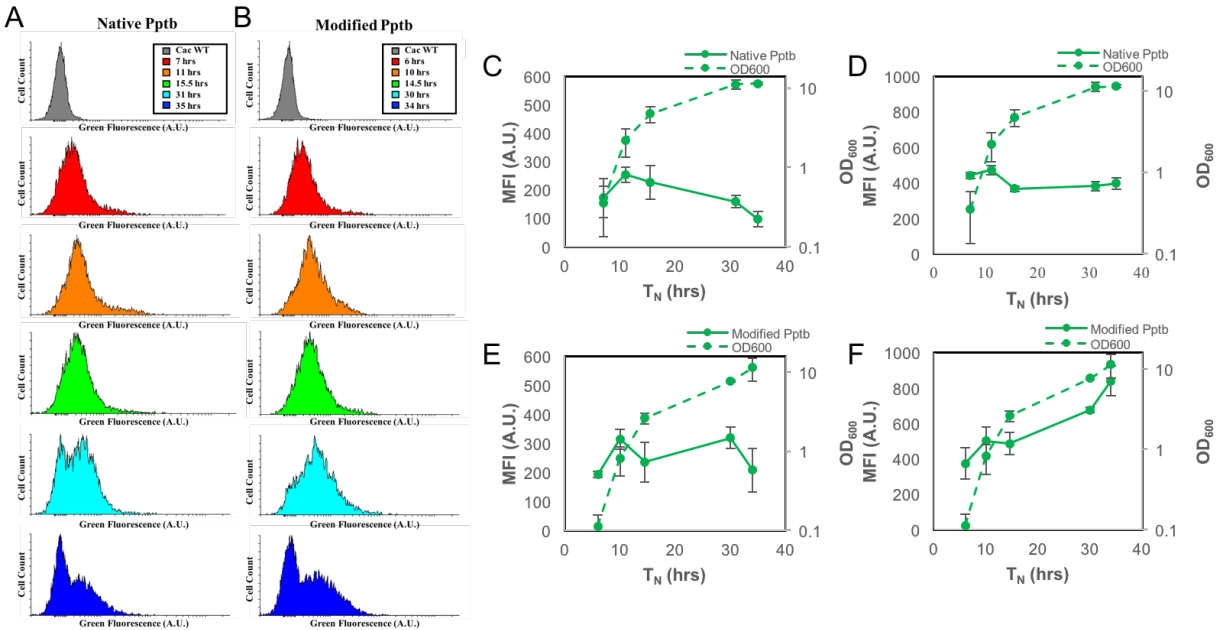 A
Native Pptb
Cell Count
Cac WT
7 hrs
11 hrs
15.5 hrs
31 hrs
35 hrs
Green Fluorescence (A.U.)
Cell Count
Green Fluorescence (A.U.)
Cell Count
Green Fluorescence (A.U.)
Cell Count
Green Fluorescence (A.U.)
Cell Count
Green Fluorescence (A.U.)
Cell Count
Green Fluorescence (A.U.)
B
Modified Pptb
Cell Count
Cac WT
6 hrs
10 hrs
14.5 hrs
30 hrs
34 hrs
Green Fluorescence (A.U.)
Cell Count
Green Fluorescence (A.U.)
Cell Count
Green Fluorescence (A.U.)
Cell Count
Green Fluorescence (A.U.)
Cell Count
Green Fluorescence (A.U.)
Cell Count
Green Fluorescence (A.U.)
C
Native Pptb
OD600
MFI (A.U.)
600
500
400
300
200
100
0
10
1
0.1
OD600
0 10 20 30 40
TN (hrs)
D
Native Pptb
OD600
MFI (A.U.)
1000
800
600
400
200
0
10
1
0.1
OD600
0 10 20 30 40
TN (hrs)
E
Modified Pptb
OD600
MFI (A.U.)
600
500
400
300
200
100
0
10
1
0.1
OD600
0 10 20 30 40
TN (hrs)
F
Modified Pptb
OD600
MFI (A.U.)
1000
800
600
400
200
0
10
1
0.1
OD600
0 10 20 30 40
TN (hrs)